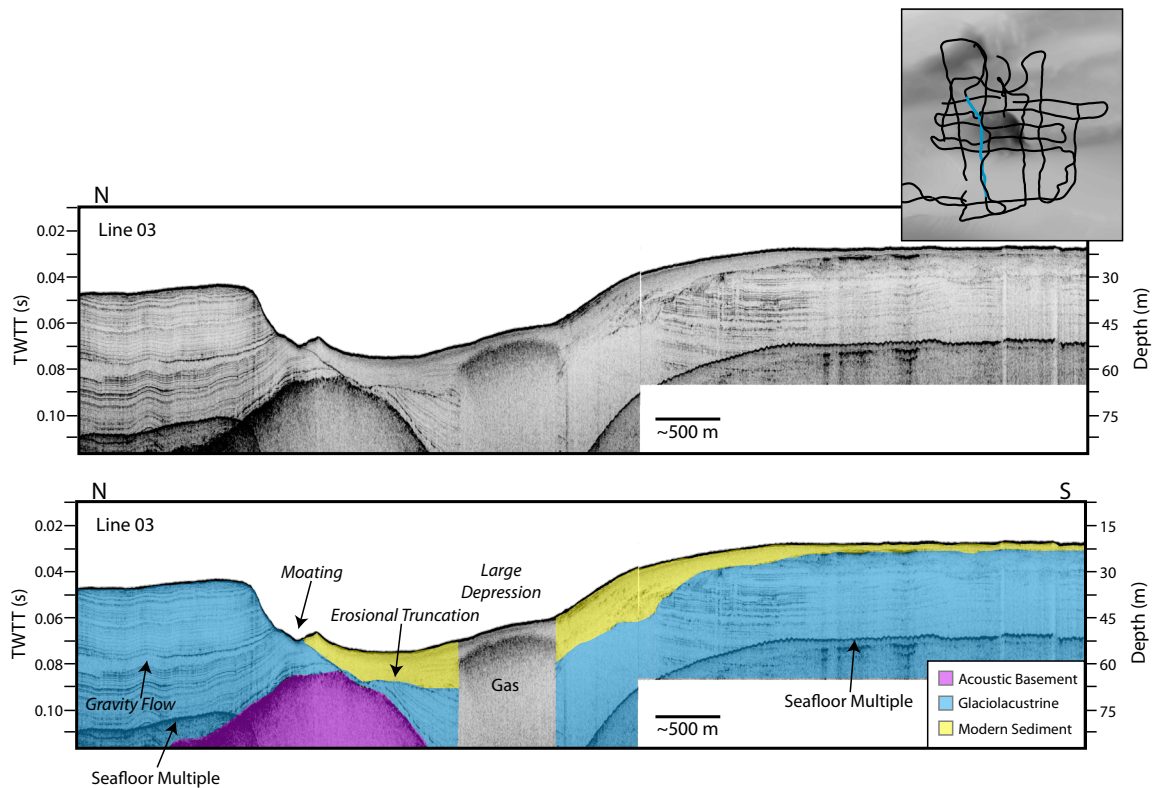 N
Line 03
TWTT (s)
0.02
0.04
0.06
0.08
0.10
30
45
60
75
Depth (m)
~500 m
N
S
Line 03
TWTT (s)
0.02
0.04
0.06
0.08
0.10
15
30
45
60
75
Depth (m)
Moating
Erosional Truncation
Large
Depression
Gravity Flow
Gas
Seafloor Multiple
Seafloor Multiple
~500 m
Acoustic Basement
Glaciolacustrine
Modern Sediment